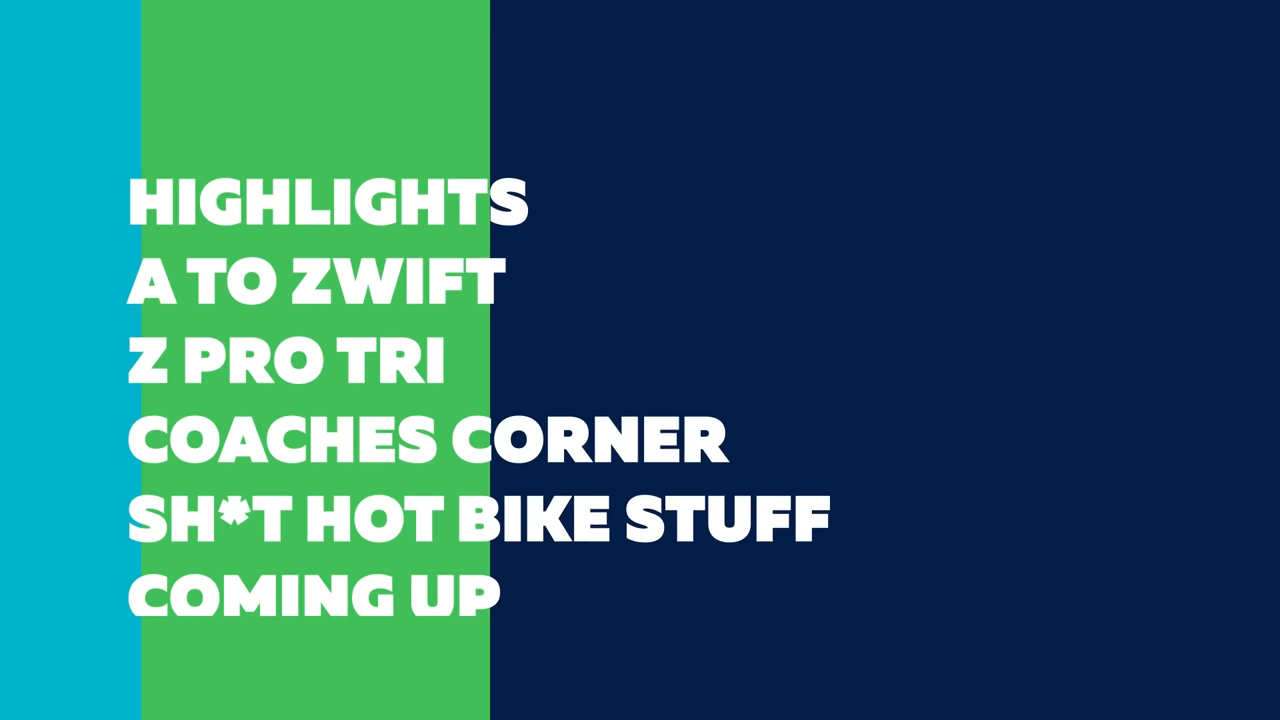 HIGHLIGHTS
A TO ZWIFT
Z PRO TRI
COACHES CORNER
SH*T HOT BIKE STUFF
COMING UP